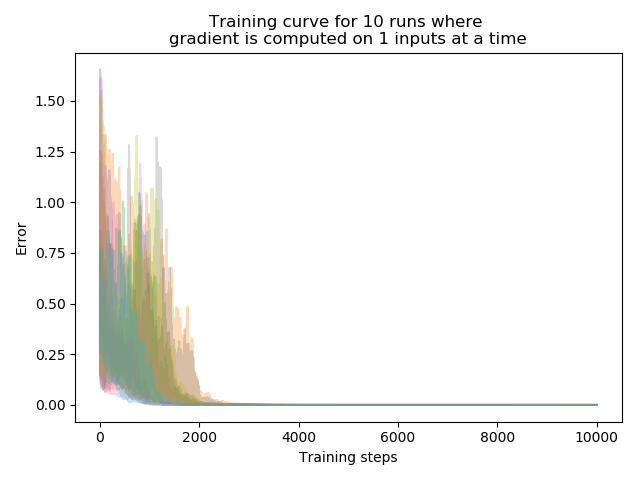 Training curve for 10 runs where
gradient is computed on 1 inputs at a time
1.50
1.25
1.00
0.75
0.50
0.25
0.00
Error
0 2000 4000 6000 8000 10000
Training steps